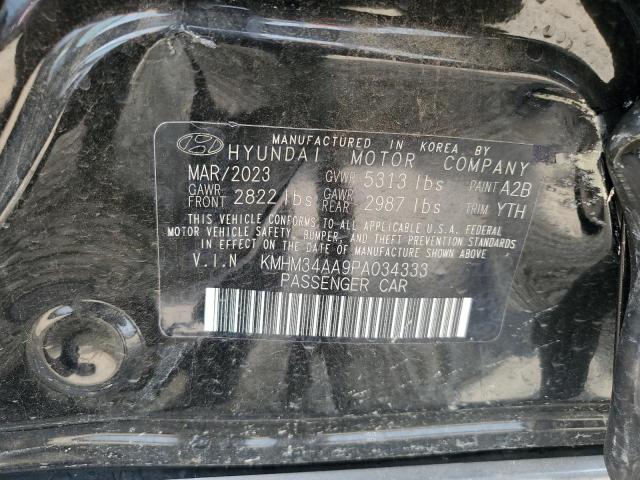 MANUFACTURED IN KOREA BY
HYUNDAI MOTOR COMPANY
MAR/2023 GVWR 5313 lbs PAINT A2B
GAWR FRONT 2822 lbs GAWR REAR 2987 lbs TRIM YTH
THIS VEHICLE CONFORMS TO ALL APPLICABLE U.S.A. FEDERAL
MOTOR VEHICLE SAFETY, BUMPER, AND THEFT PREVENTION STANDARDS
IN EFFECT ON THE DATE OF MANUFACTURE SHOWN ABOVE
V.I.N KMHM34AA9PA034333
PASSENGER CAR